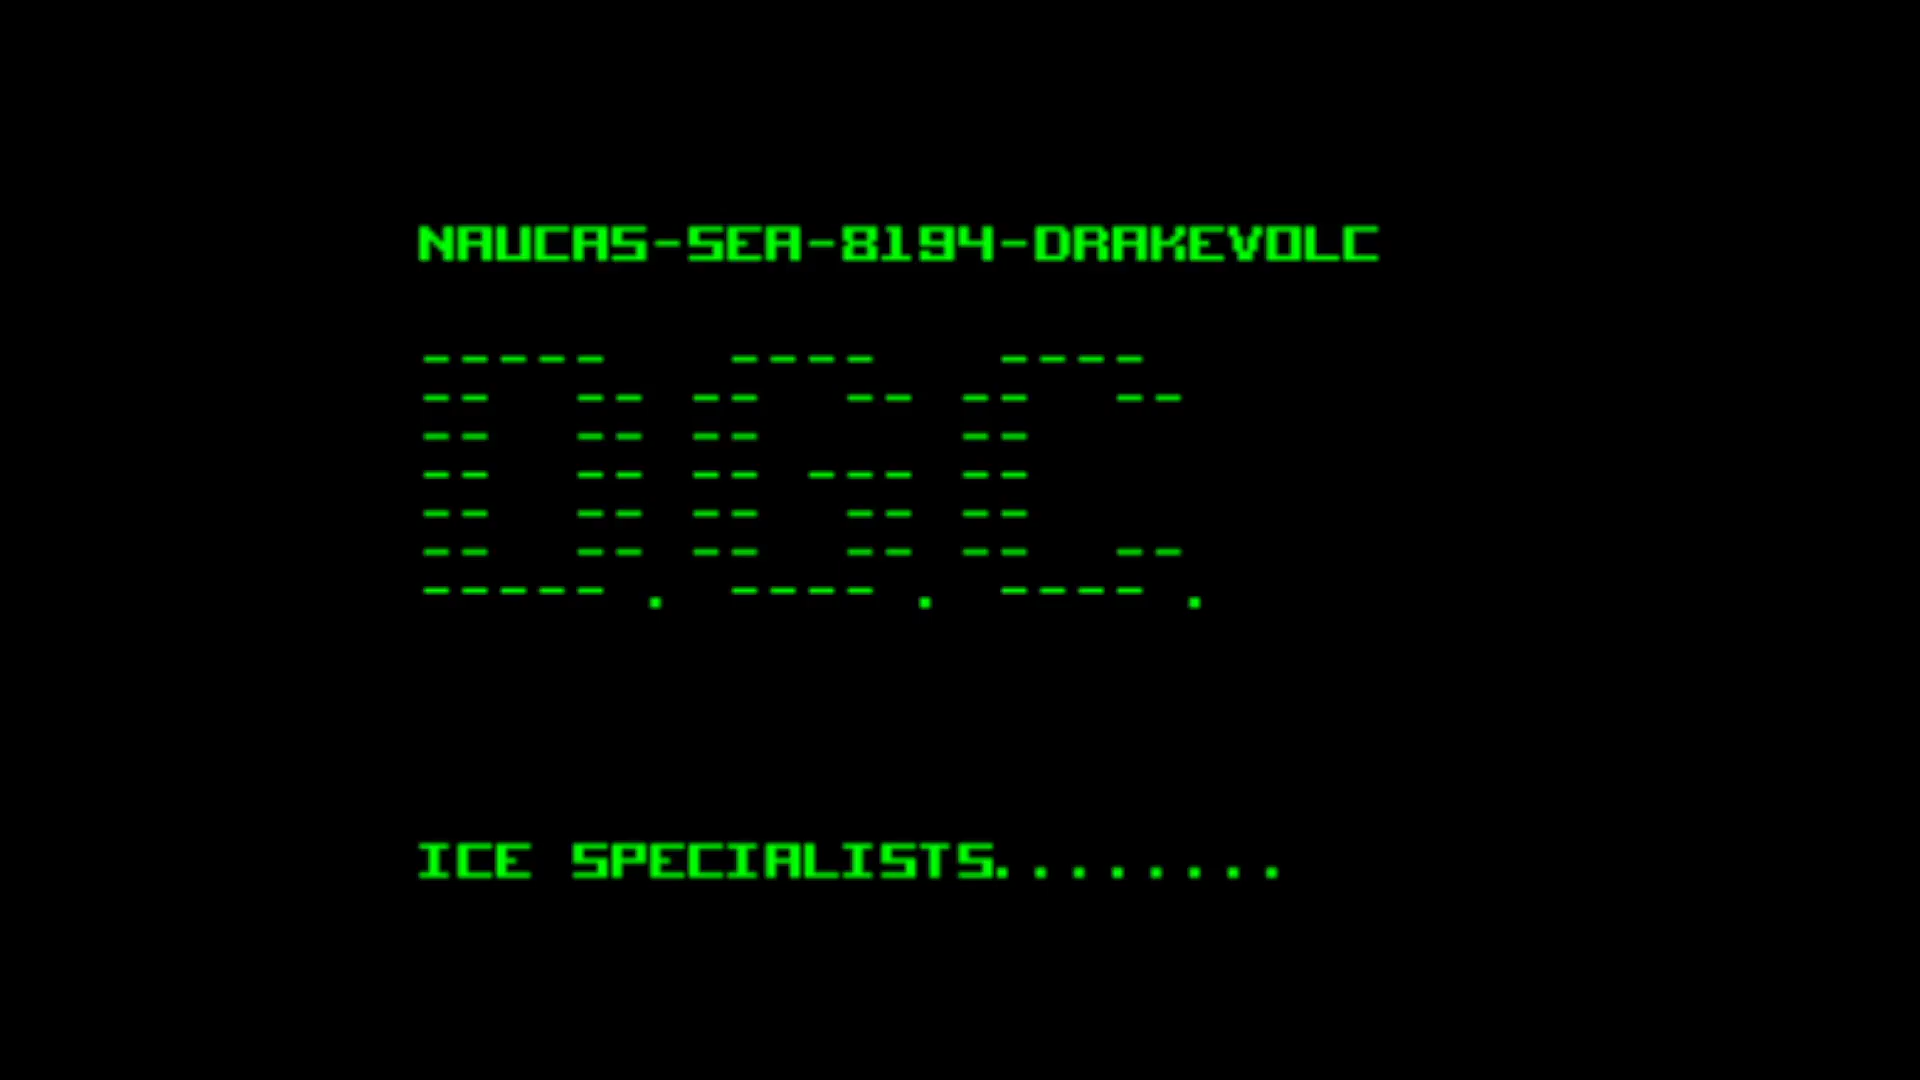 NAUCAS-SEA-8194-DRAKEVOLC
D.G.C.
ICE SPECIALISTS........